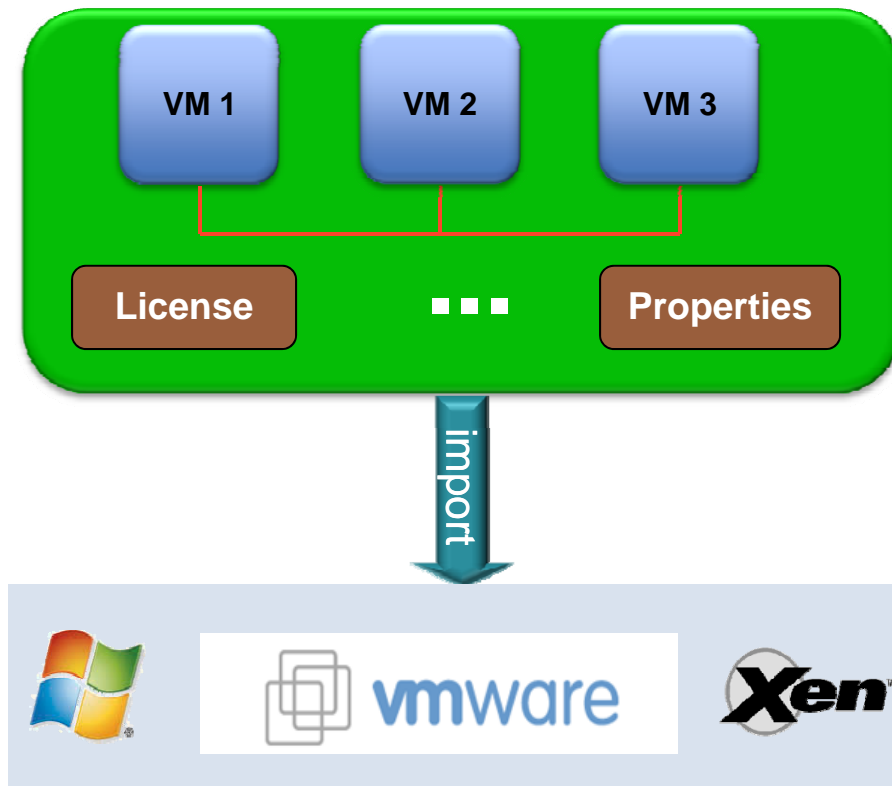 VM 1
VM 2
VM 3
License
Properties
import
vmware
Xen